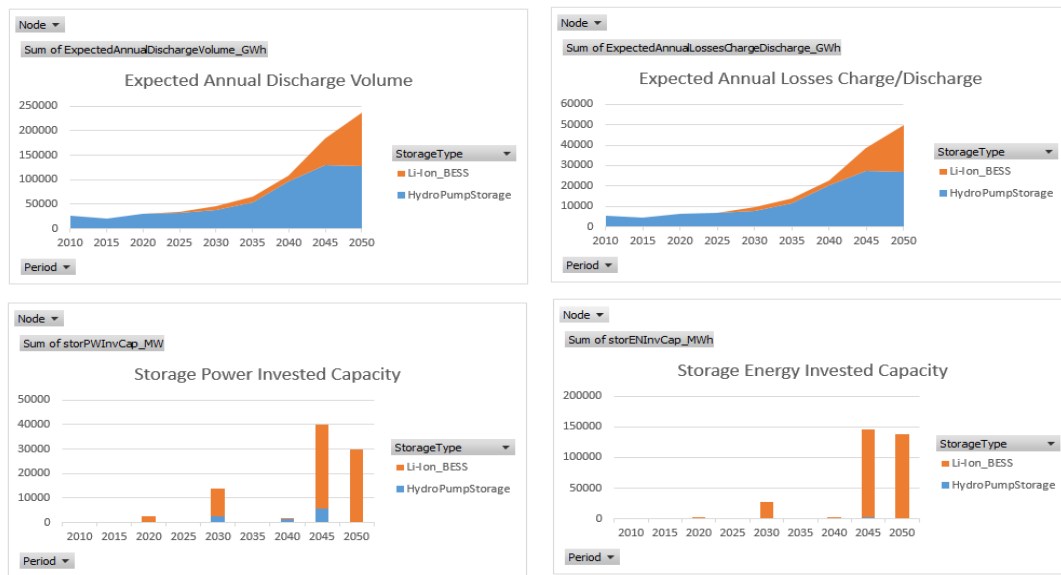 Node
Sum of ExpectedAnnualDischargeVolume_GWh
Expected Annual Discharge Volume
250000
200000
150000
100000
50000
0
2010 2015 2020 2025 2030 2035 2040 2045 2050
StorageType
Li-Ion_BESS
HydroPumpStorage
Period
Node
Sum of ExpectedAnnualLossesChargeDischarge_GWh
Expected Annual Losses Charge/Discharge
60000
50000
40000
30000
20000
10000
0
2010 2015 2020 2025 2030 2035 2040 2045 2050
StorageType
Li-Ion_BESS
HydroPumpStorage
Period
Node
Sum of storPWInvCap_MW
Storage Power Invested Capacity
50000
40000
30000
20000
10000
0
2010 2015 2020 2025 2030 2035 2040 2045 2050
StorageType
Li-Ion_BESS
HydroPumpStorage
Period
Node
Sum of storENInvCap_MWh
Storage Energy Invested Capacity
200000
150000
100000
50000
0
2010 2015 2020 2025 2030 2035 2040 2045 2050
StorageType
Li-Ion_BESS
HydroPumpStorage
Period